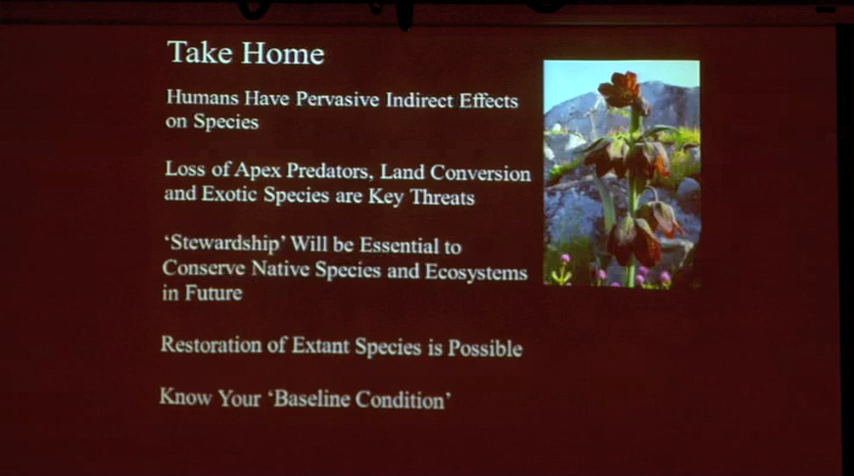 Take Home
Humans Have Pervasive Indirect Effects
on Species
Loss of Apex Predators, Land Conversion
and Exotic Species are Key Threats
‘Stewardship’ Will be Essential to
Conserve Native Species and Ecosystems
in Future
Restoration of Extant Species is Possible
Know Your ‘Baseline Condition’